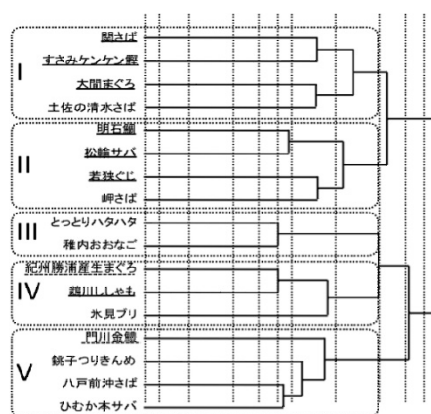 I
関さば
すさみケンケン鰹
大間まぐろ
土佐の清水さば
II
明石鯛
松輪サバ
若狭ぐじ
岬さば
III
とっとりハタハタ
稚内おおなご
IV
紀州勝浦産生まぐろ
鵡川ししゃも
氷見ブリ
V
門川金鱧
銚子つりきんめ
八戸前沖さば
ひむか本サバ